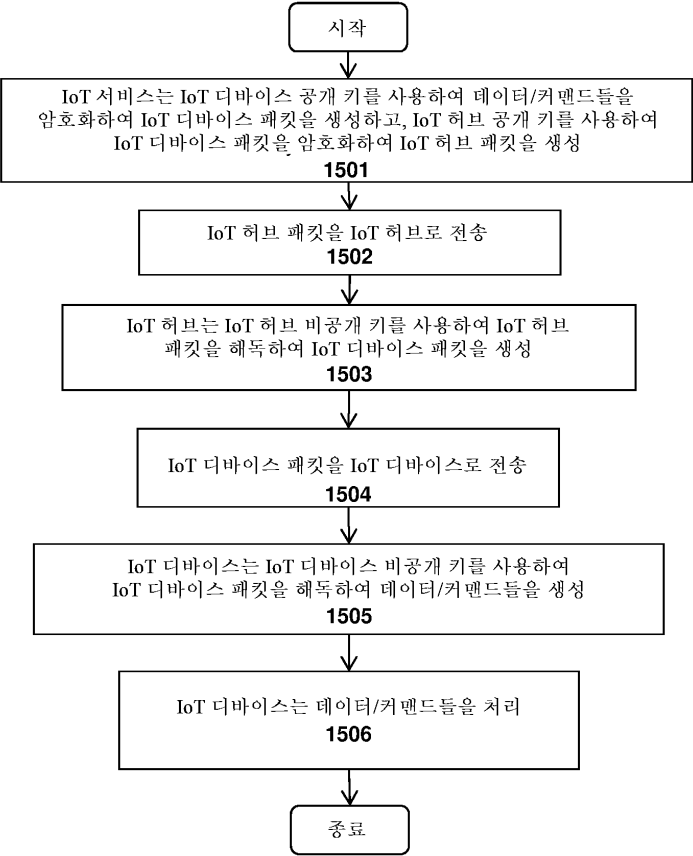 시작
IoT 서비스는 IoT 디바이스 공개 키를 사용하여 데이터/커맨드들을
암호화하여 IoT 디바이스 패킷을 생성하고, IoT 허브 공개 키를 사용하여
IoT 디바이스 패킷을 암호화하여 IoT 허브 패킷을 생성
1501
IoT 허브 패킷을 IoT 허브로 전송
1502
IoT 허브는 IoT 허브 비공개 키를 사용하여 IoT 허브
패킷을 해독하여 IoT 디바이스 패킷을 생성
1503
IoT 디바이스 패킷을 IoT 디바이스로 전송
1504
IoT 디바이스는 IoT 디바이스 비공개 키를 사용하여
IoT 디바이스 패킷을 해독하여 데이터/커맨드들을 생성
1505
IoT 디바이스는 데이터/커맨드들을 처리
1506
종료